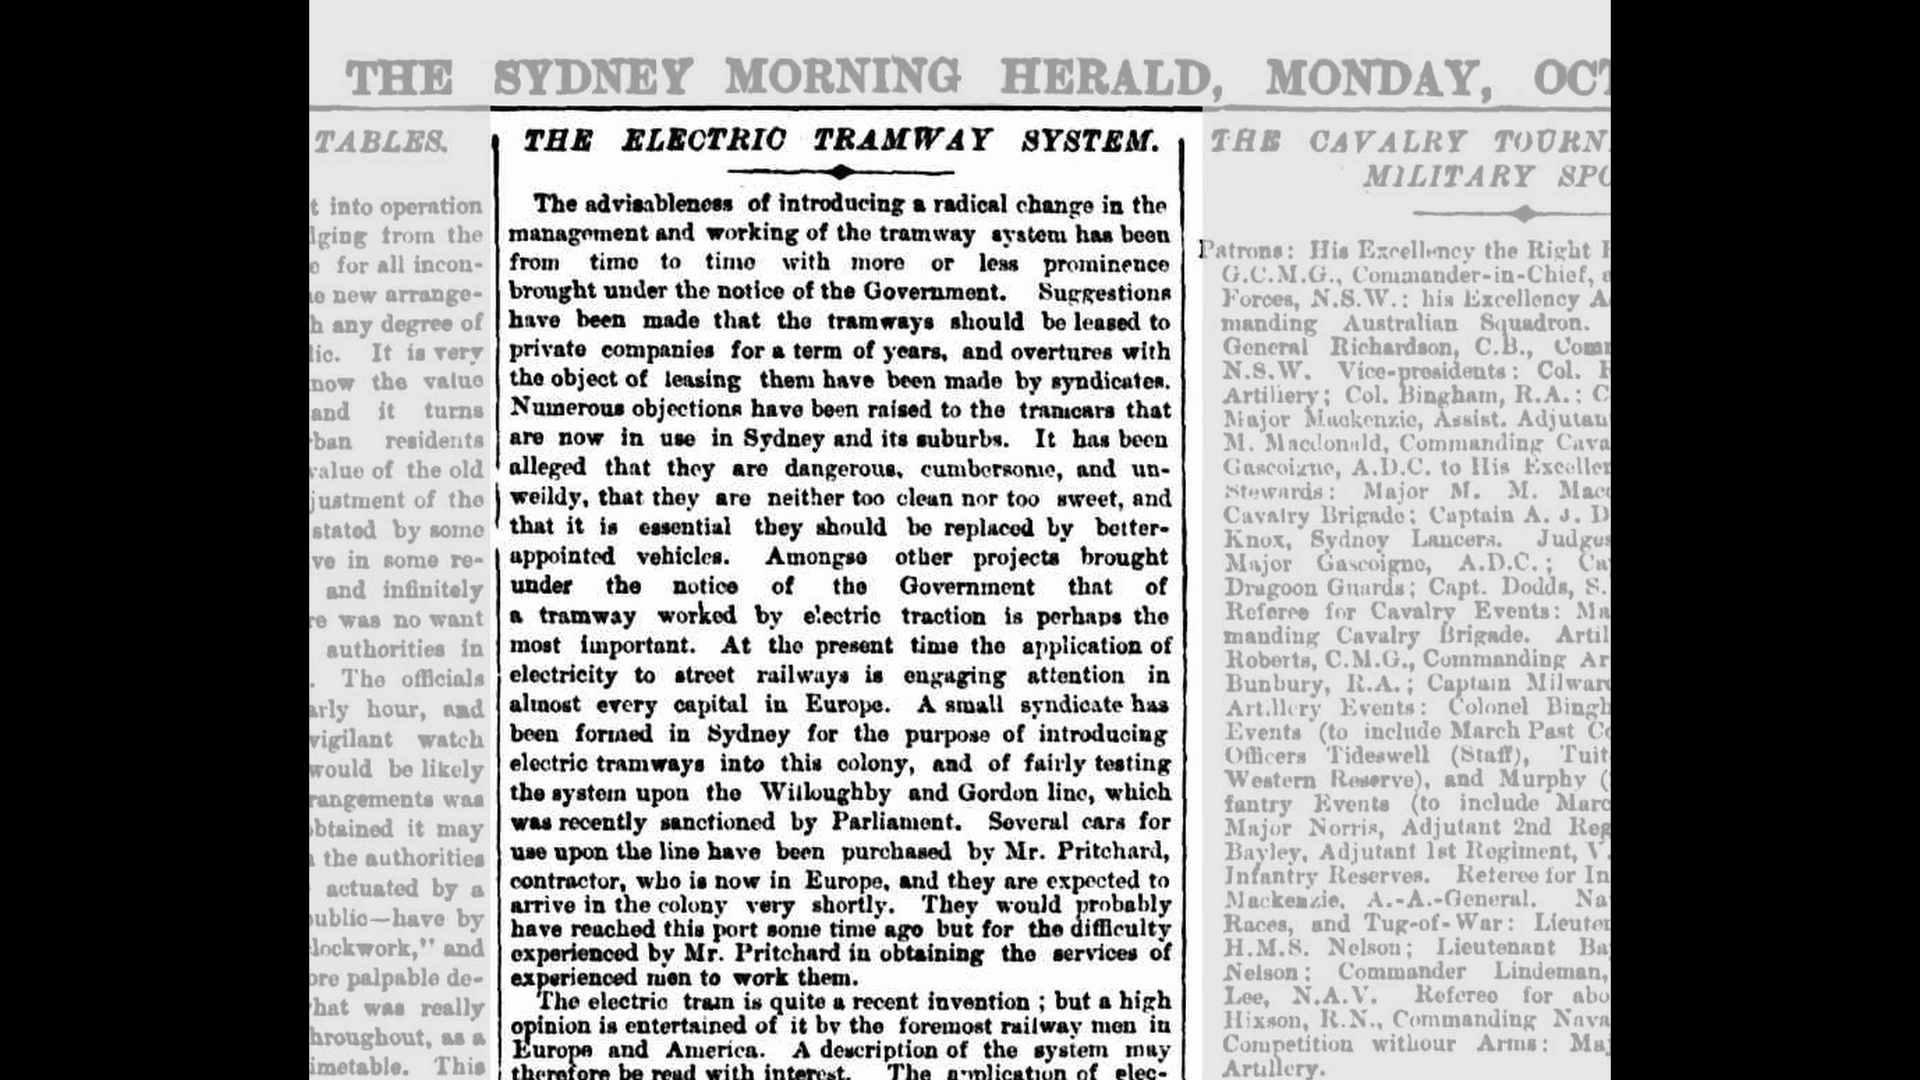 THE SYDNEY MORNING HERALD, MONDAY, OCT
TABLES.
t into operation
lging from the
for all incon-
new arrange-
h any degree of
lic. It is very
now the value
and it turns
rban residents
value of the old
justment of the
stated by some
ve in some re-
and infinitely
re was no want
authorities in
. The officials
arly hour, and
vigilant watch
would be likely
rangements was
obtained it may
the authorities
actuated by a
public—have by
lockwork," and
ore palpable de-
hat was really
hroughout, as a
imetable. This
THE ELECTRIC TRAMWAY SYSTEM.
The advisableness of introducing a radical change in the
management and working of the tramway system has been
from time to time with more or less prominence
brought under the notice of the Government. Suggestions
have been made that the tramways should be leased to
private companies for a term of years, and overtures with
the object of leasing them have been made by syndicates.
Numerous objections have been raised to the tramcars that
are now in use in Sydney and its suburbs. It has been
alleged that they are dangerous, cumbersome, and un-
weildy, that they are neither too clean nor too sweet, and
that it is essential they should be replaced by better-
appointed vehicles. Amongse other projects brought
under the notice of the Government that of
a tramway worked by electric traction is perhaps the
most important. At the present time the application of
electricity to street railways is engaging attention in
almost every capital in Europe. A small syndicate has
been formed in Sydney for the purpose of introducing
electric tramways into this colony, and of fairly testing
the system upon the Willoughby and Gordon line, which
was recently sanctioned by Parliament. Several cars for
use upon the line have been purchased by Mr. Pritchard,
contractor, who is now in Europe, and they are expected to
arrive in the colony very shortly. They would probably
have reached this port some time ago but for the difficulty
experienced by Mr. Pritchard in obtaining the services of
experienced men to work them.
The electric tram is quite a recent invention ; but a high
opinion is entertained of it by the foremost railway men in
Europe and America. A description of the system may
therefore be read with interest. The application of elec-
THE CAVALRY TOURN
MILITARY SPO
Patrons: His Excellency the Right
G.C.M.G., Commander-in-Chief,
Forces, N.S.W.: his Excellency A
manding Australian Squadron.
General Richardson, C.B., Com
N.S.W. Vice-presidents: Col.
Artillery; Col. Bingham, R.A.: C
Major Mackenzie, Assist. Adjutan
M. Macdonald, Commanding Cava
Gascoigne, A.D.C. to His Exceller
Stewards: Major M. M. Mac
Cavalry Brigade; Captain A. J. D
Knox, Sydney Lancers. Judges
Major Gascoigne, A.D.C.; Ca
Dragoon Guards; Capt. Dodds, S.
Referee for Cavalry Events: Ma
manding Cavalry Brigade. Artil
Roberts, C.M.G., Commanding Ar
Bunbury, R.A.; Captain Milwar
Artillery Events: Colonel Bingh
Events (to include March Past Co
Officers Tideswell (Staff), Tuit
Western Reserve), and Murphy (
fantry Events (to include Marc
Major Norris, Adjutant 2nd Reg
Bayley, Adjutant 1st Regiment, V.
Infantry Reserves. Referee for In
Mackenzie, A.-A.-General. Na
Races, and Tug-of-War: Lieuten
H.M.S. Nelson; Lieutenant Ba
Nelson; Commander Lindeman,
Lee, N.A.V. Referee for abo
Hixson, R.N., Commanding Nava
Competition withour Arms: Maj
Artillery.